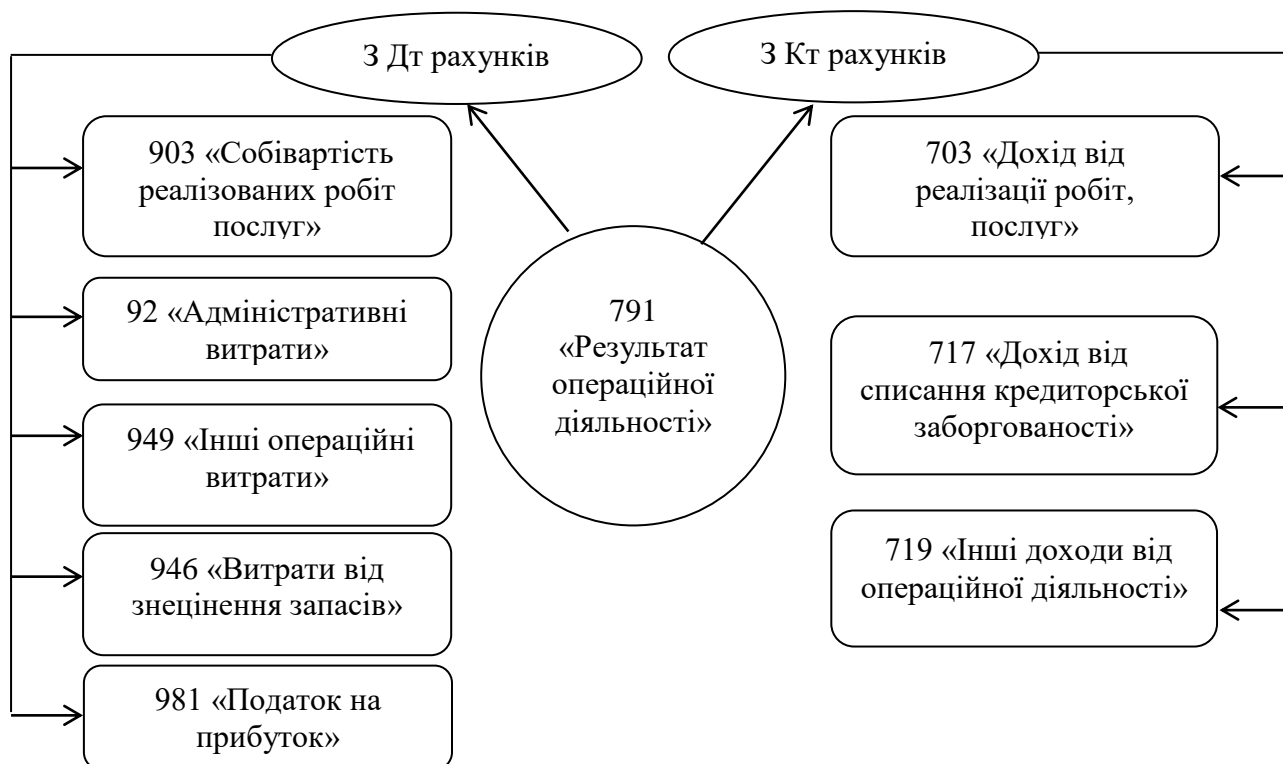 З Дт рахунків
З Кт рахунків
903 «Собівартість
реалізованих робіт
послуг»
92 «Адміністративні
витрати»
949 «Інші операційні
витрати»
946 «Витрати від
знецінення запасів»
981 «Податок на
прибуток»
791
«Результат
операційної
діяльності»
703 «Дохід від
реалізації робіт,
послуг»
717 «Дохід від
списання кредиторської
заборгованості»
719 «Інші доходи від
операційної діяльності»